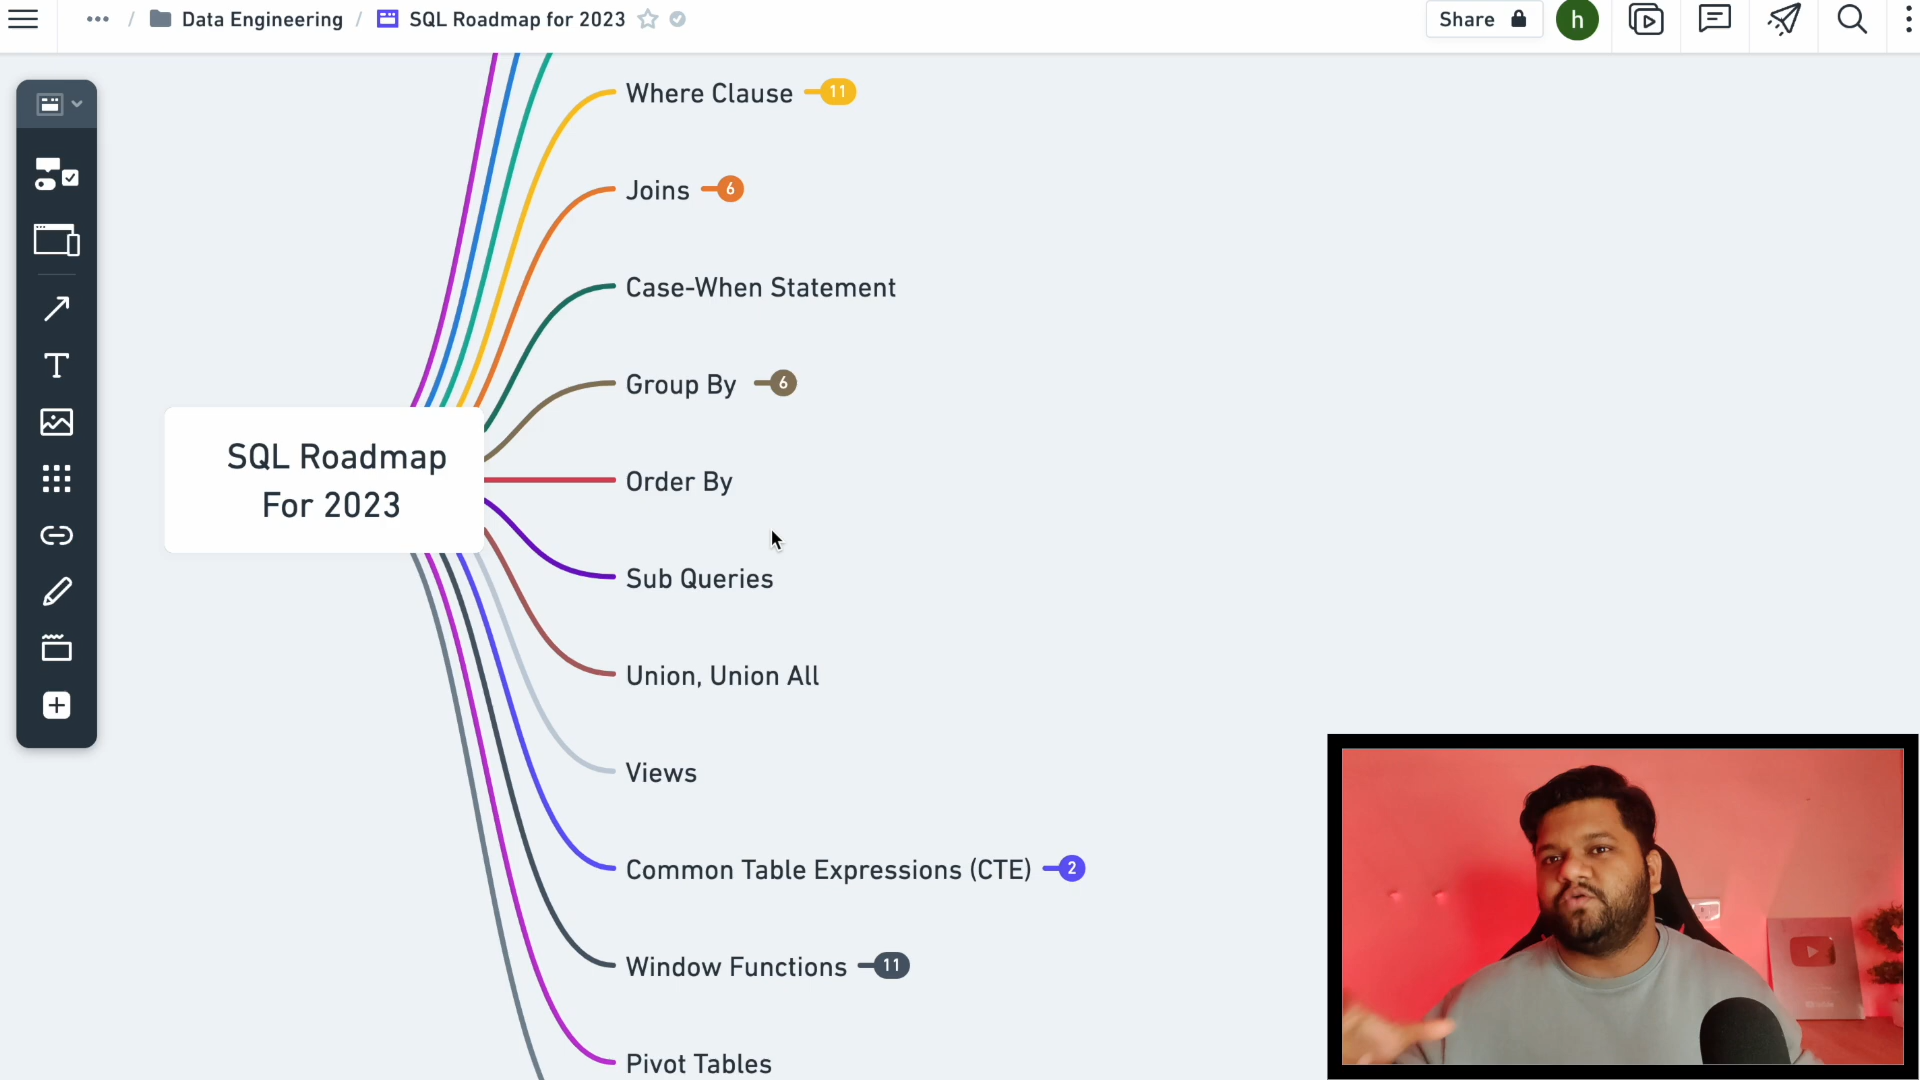 Data Engineering / SQL Roadmap for 2023
Share
h
Where Clause 11
Joins 6
Case-When Statement
Group By 6
SQL Roadmap
For 2023
Order By
Sub Queries
Union, Union All
Views
Common Table Expressions (CTE) 2
Window Functions 11
Pivot Tables
T